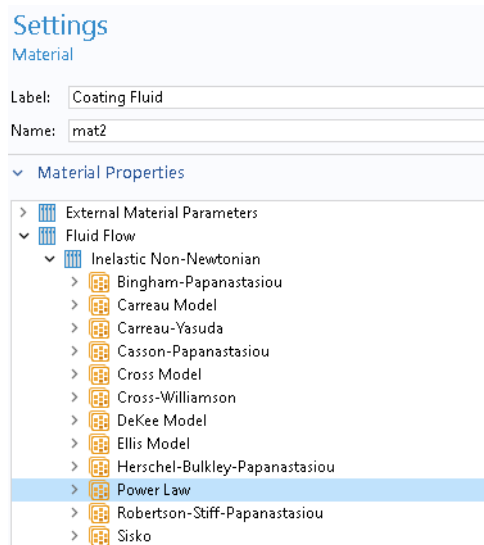 Settings
Material
Label: Coating Fluid
Name: mat2
Material Properties
External Material Parameters
Fluid Flow
Inelastic Non-Newtonian
Bingham-Papanastasiou
Carreau Model
Carreau-Yasuda
Casson-Papanastasiou
Cross Model
Cross-Williamson
DeKee Model
Ellis Model
Herschel-Bulkley-Papanastasiou
Power Law
Robertson-Stiff-Papanastasiou
Sisko